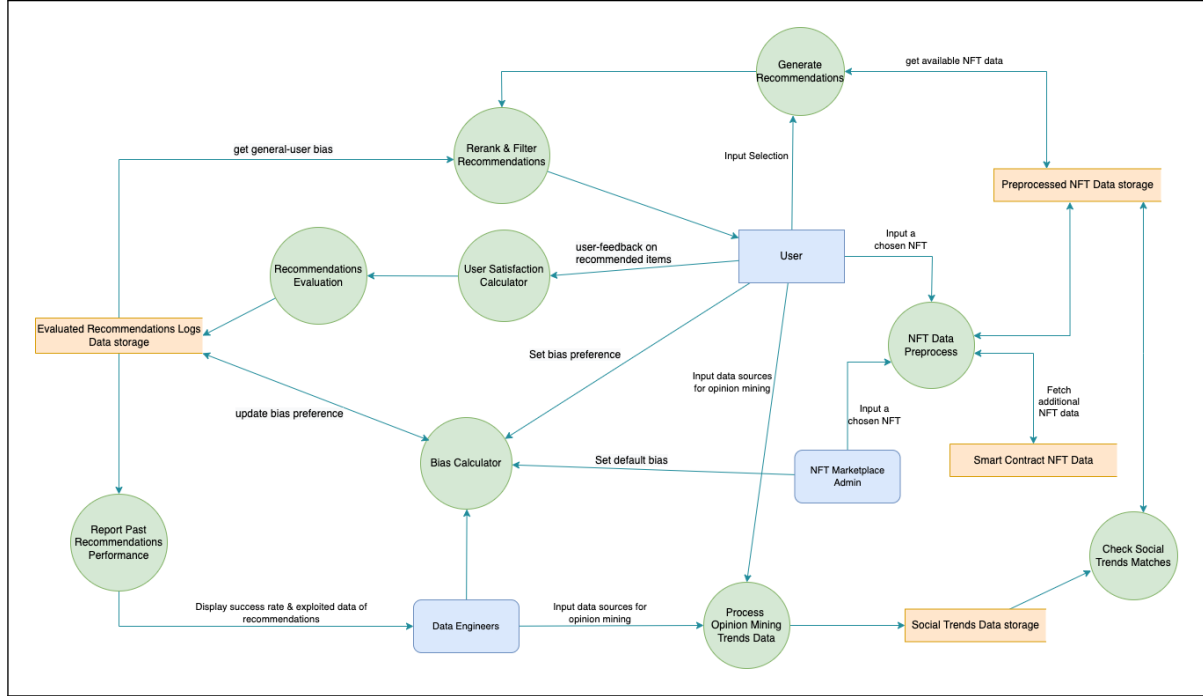 Generate
Recommendations
get available NFT data
get general-user bias
Rerank & Filter
Recommendations
Input Selection
Preprocessed NFT Data storage
Input a
chosen NFT
user-feedback on
recommended items
User
Recommendations
Evaluation
User Satisfaction
Calculator
Evaluated Recommendations Logs
Data storage
NFT Data
Preprocess
Set bias preference
Input data sources
for opinion mining
Fetch
additional
NFT data
Input a
chosen NFT
update bias preference
Bias Calculator
Set default bias
NFT Marketplace
Admin
Smart Contract NFT Data
Report Past
Recommendations
Performance
Check Social
Trends Matches
Display success rate & exploited data of
recommendations
Data Engineers
Input data sources for
opinion mining
Process
Opinion Mining
Trends Data
Social Trends Data storage